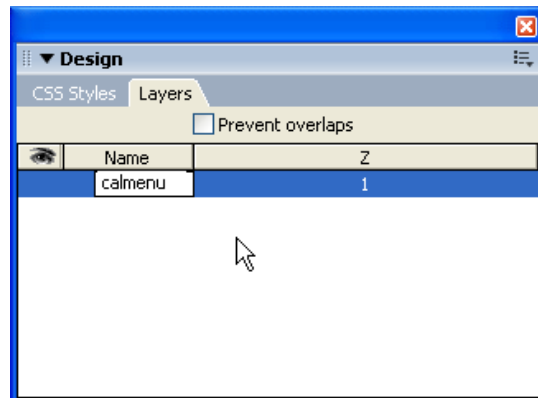 Design
CSS Styles Layers
Prevent overlaps
Name Z
calmenu 1